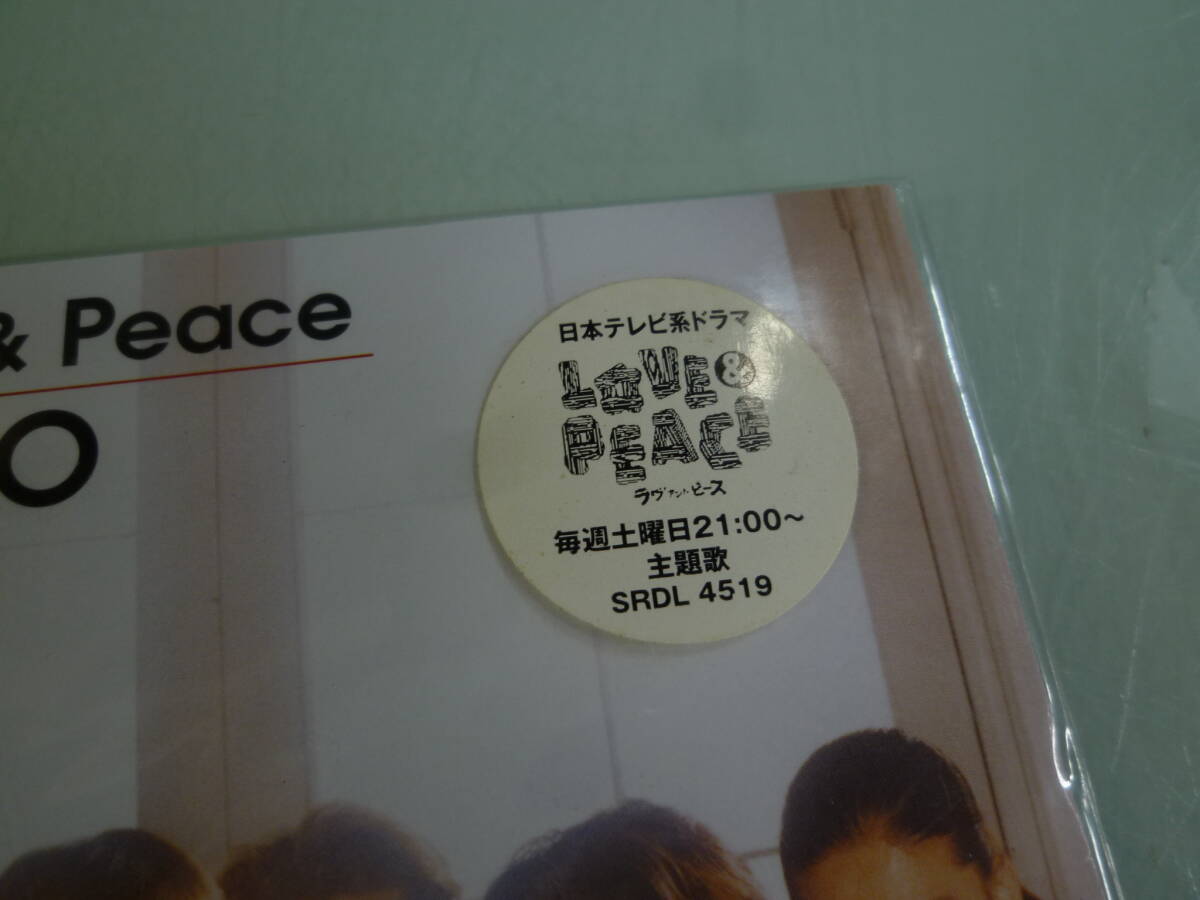 & Peace
O
日本テレビ系ドラマ
LOVE &
PEACE
ラヴアンドピース
毎週土曜日21:00~
主題歌
SRDL 4519